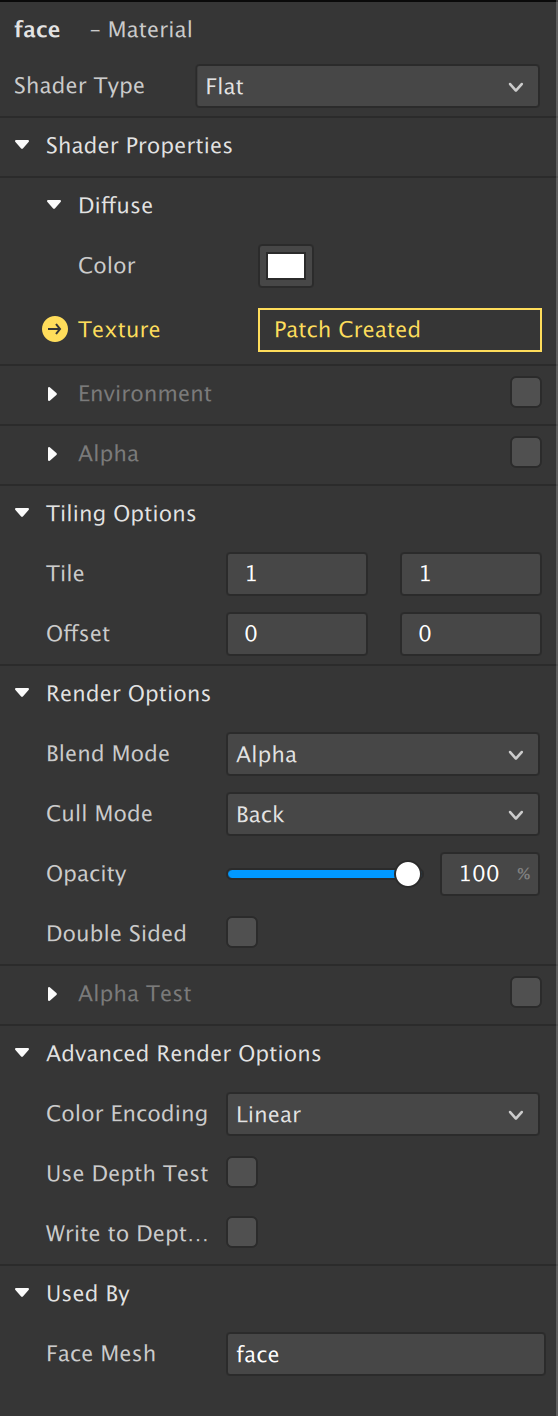 face – Material
Shader Type Flat
Shader Properties
Diffuse
Color
Texture Patch Created
Environment
Alpha
Tiling Options
Tile 1 1
Offset 0 0
Render Options
Blend Mode Alpha
Cull Mode Back
Opacity 100 %
Double Sided
Alpha Test
Advanced Render Options
Color Encoding Linear
Use Depth Test
Write to Dept...
Used By
Face Mesh face